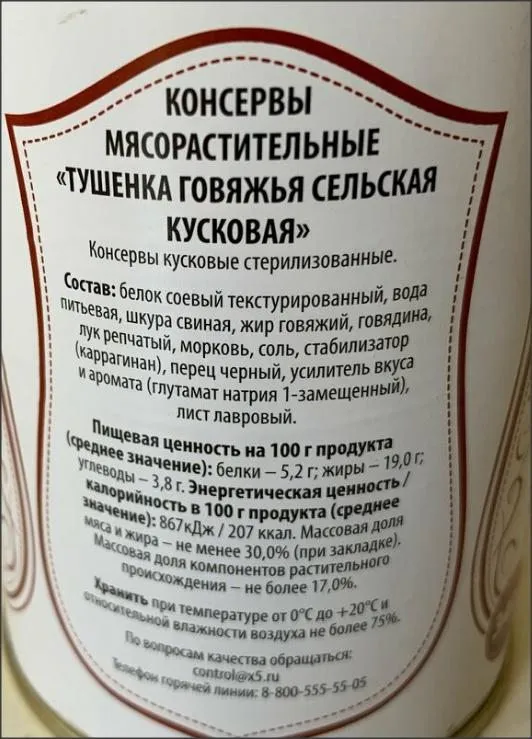 КОНСЕРВЫ
МЯСОРАСТИТЕЛЬНЫЕ
«ТУШЕНКА ГОВЯЖЬЯ СЕЛЬСКАЯ
КУСКОВАЯ»
Консервы кусковые стерилизованные.
Состав: белок соевый текстурированный, вода
питьевая, шкура свиная, жир говяжий, говядина,
лук репчатый, морковь, соль, стабилизатор
(каррагинан), перец черный, усилитель вкуса
и аромата (глутамат натрия 1-замещенный),
лист лавровый.
Пищевая ценность на 100 г продукта
(среднее значение): белки – 5,2 г; жиры – 19,0 г;
углеводы – 3,8 г. Энергетическая ценность /
калорийность в 100 г продукта (среднее
значение): 867кДж / 207 ккал. Массовая доля
мяса и жира – не менее 30,0% (при закладке).
Массовая доля компонентов растительного
происхождения – не более 17,0%.
Хранить при температуре от 0°С до +20°С и
относительной влажности воздуха не более 75%.
По вопросам качества обращаться:
control@x5.ru
Телефон горячей линии: 8-800-555-55-05